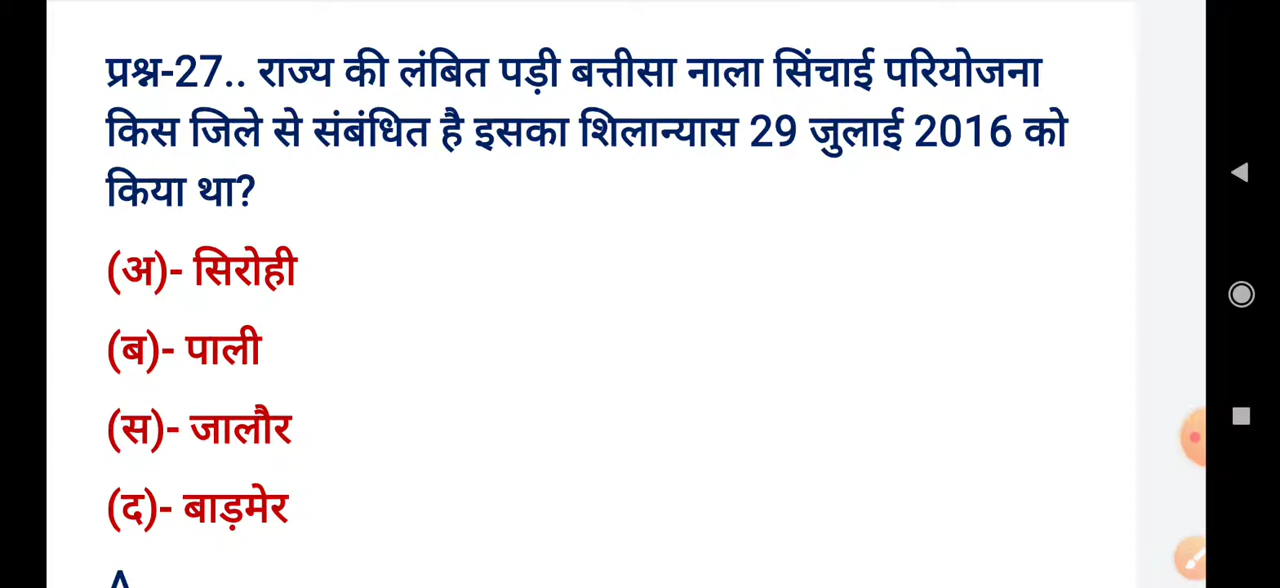 प्रश्न-27.. राज्य की लंबित पड़ी बत्तीसा नाला सिंचाई परियोजना
किस जिले से संबंधित है इसका शिलान्यास 29 जुलाई 2016 को
किया था?
(अ)- सिरोही
(ब)- पाली
(स)- जालौर
(द)- बाड़मेर